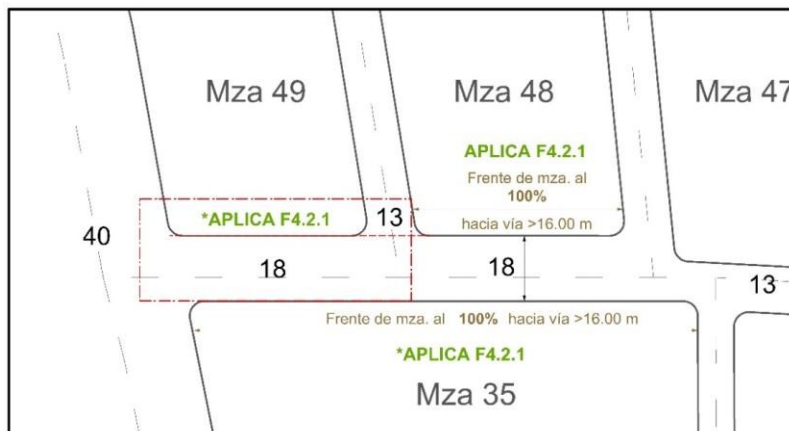 Mza 49
Mza 48
Mza 47
APLICA F4.2.1
Frente de mza. al
100%
hacia vía >16.00 m
*APLICA F4.2.1
13
40
18
18
13
Frente de mza. al 100% hacia vía >16.00 m
*APLICA F4.2.1
Mza 35